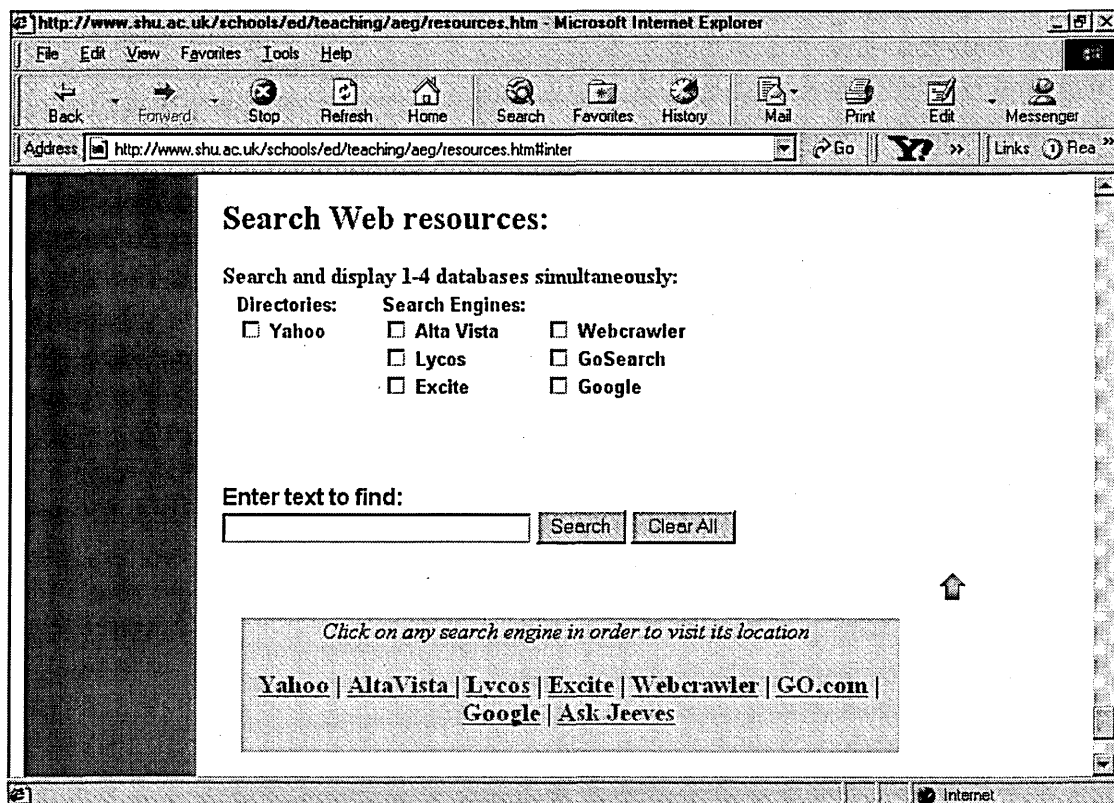 http://www.shu.ac.uk/schools/ed/teaching/aeg/resources.htm - Microsoft Internet Explorer
File Edit View Favorites Tools Help
Back Forward Stop Refresh Home Search Favorites History Mail Print Edit Messenger
Address http://www.shu.ac.uk/schools/ed/teaching/aeg/resources.htm#inter Go Y? » Links Rea »
Search Web resources:
Search and display 1-4 databases simultaneously:
Directories: Search Engines:
Yahoo Alta Vista Webcrawler
Lycos GoSearch
Excite Google
Enter text to find:
Search Clear All
Click on any search engine in order to visit its location
Yahoo | AltaVista | Lycos | Excite | Webcrawler | GO.com |
Google | Ask Jeeves
Internet